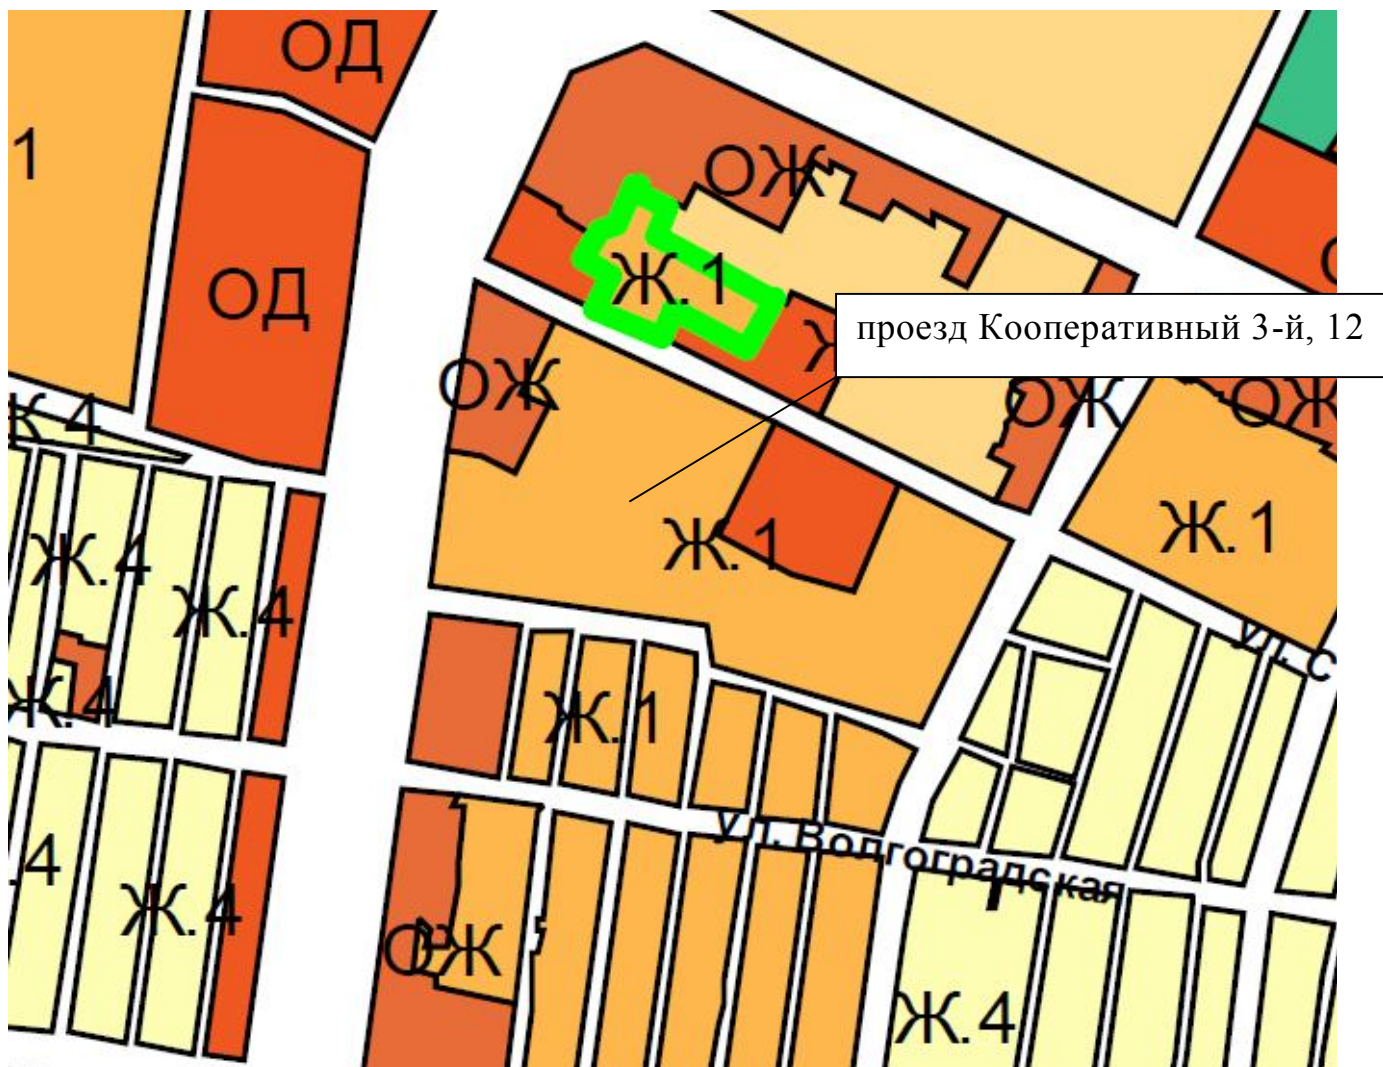 ОД
1
ОЖ
ОД
Ж.1
проезд Кооперативный 3-й, 12
ОЖ
ОЖ
ОЖ
Ж.4
Ж.1
Ж.1
Ж.4
Ж.4
ул. С
Ж.4
Ж.1
ул. Волгоградская
.4
Ж.4
ОЖ
Ж.4